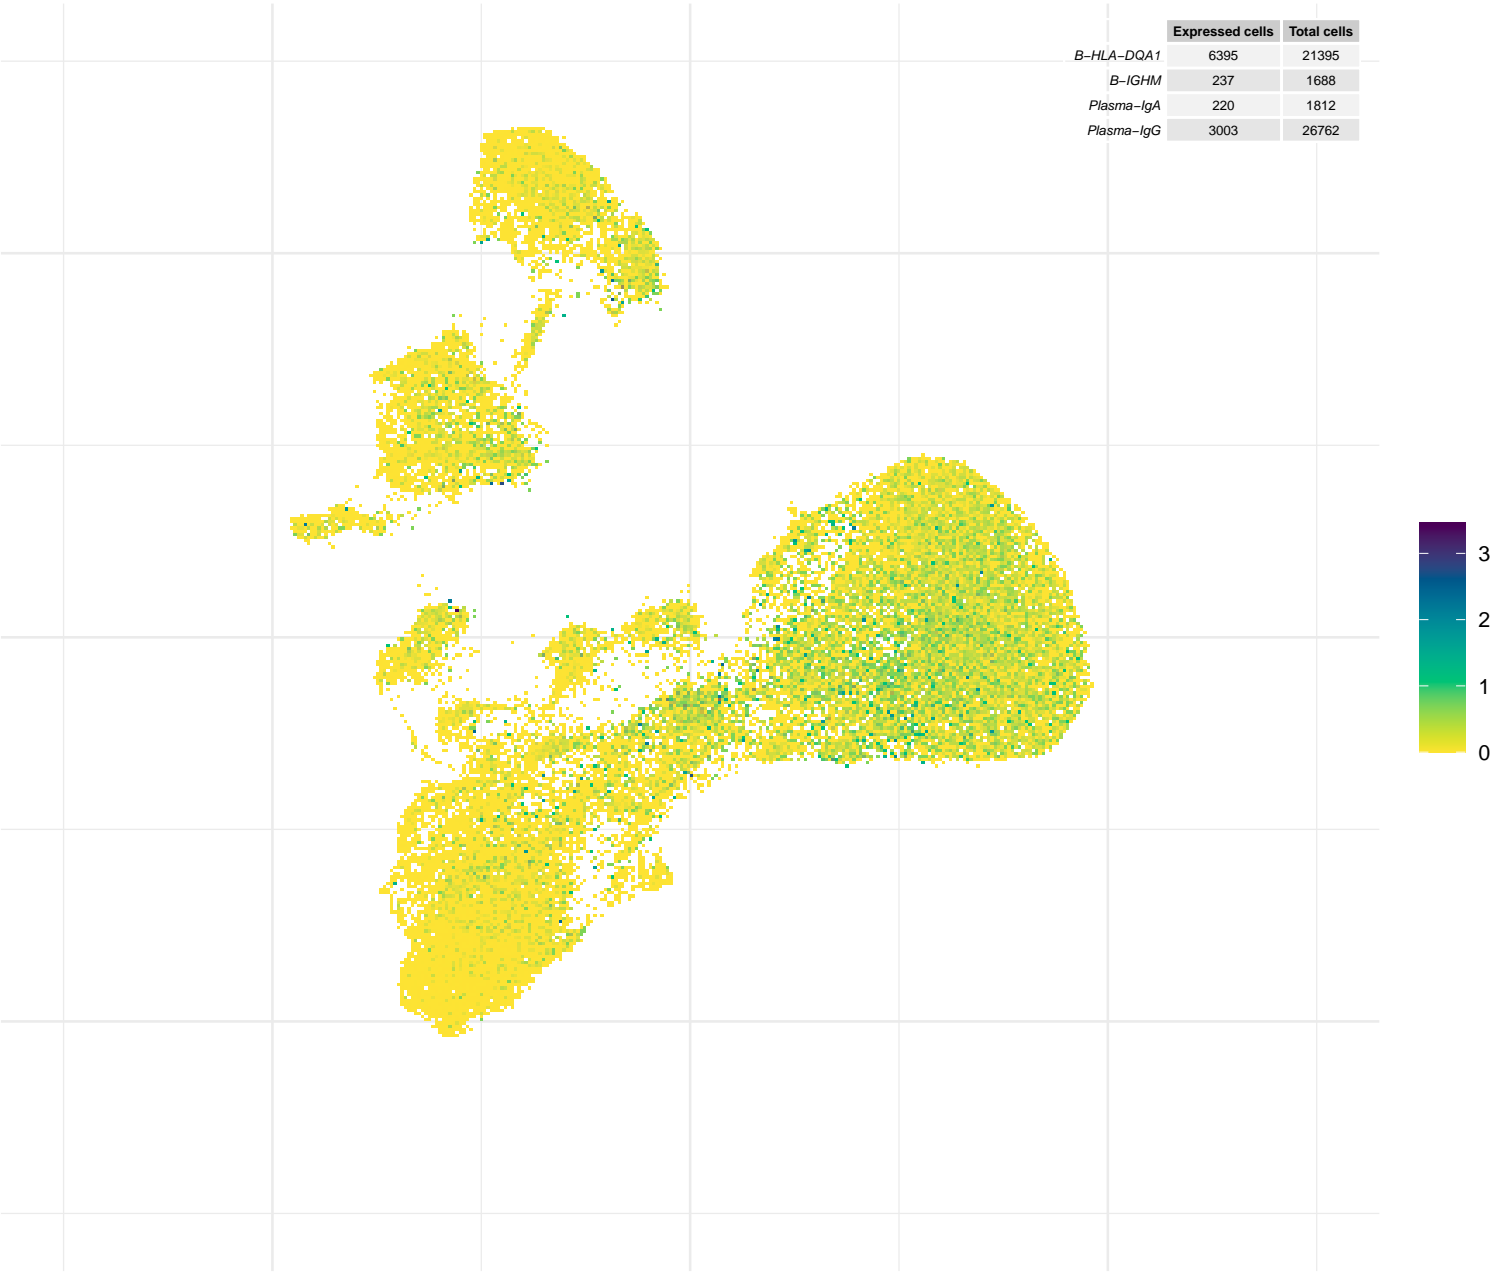 Expressed cells Total cells
B−HLA−DQA1 6395 21395
B−IGHM 237 1688
Plasma−IgA 220 1812
Plasma−IgG 3003 26762
3
2
1
0